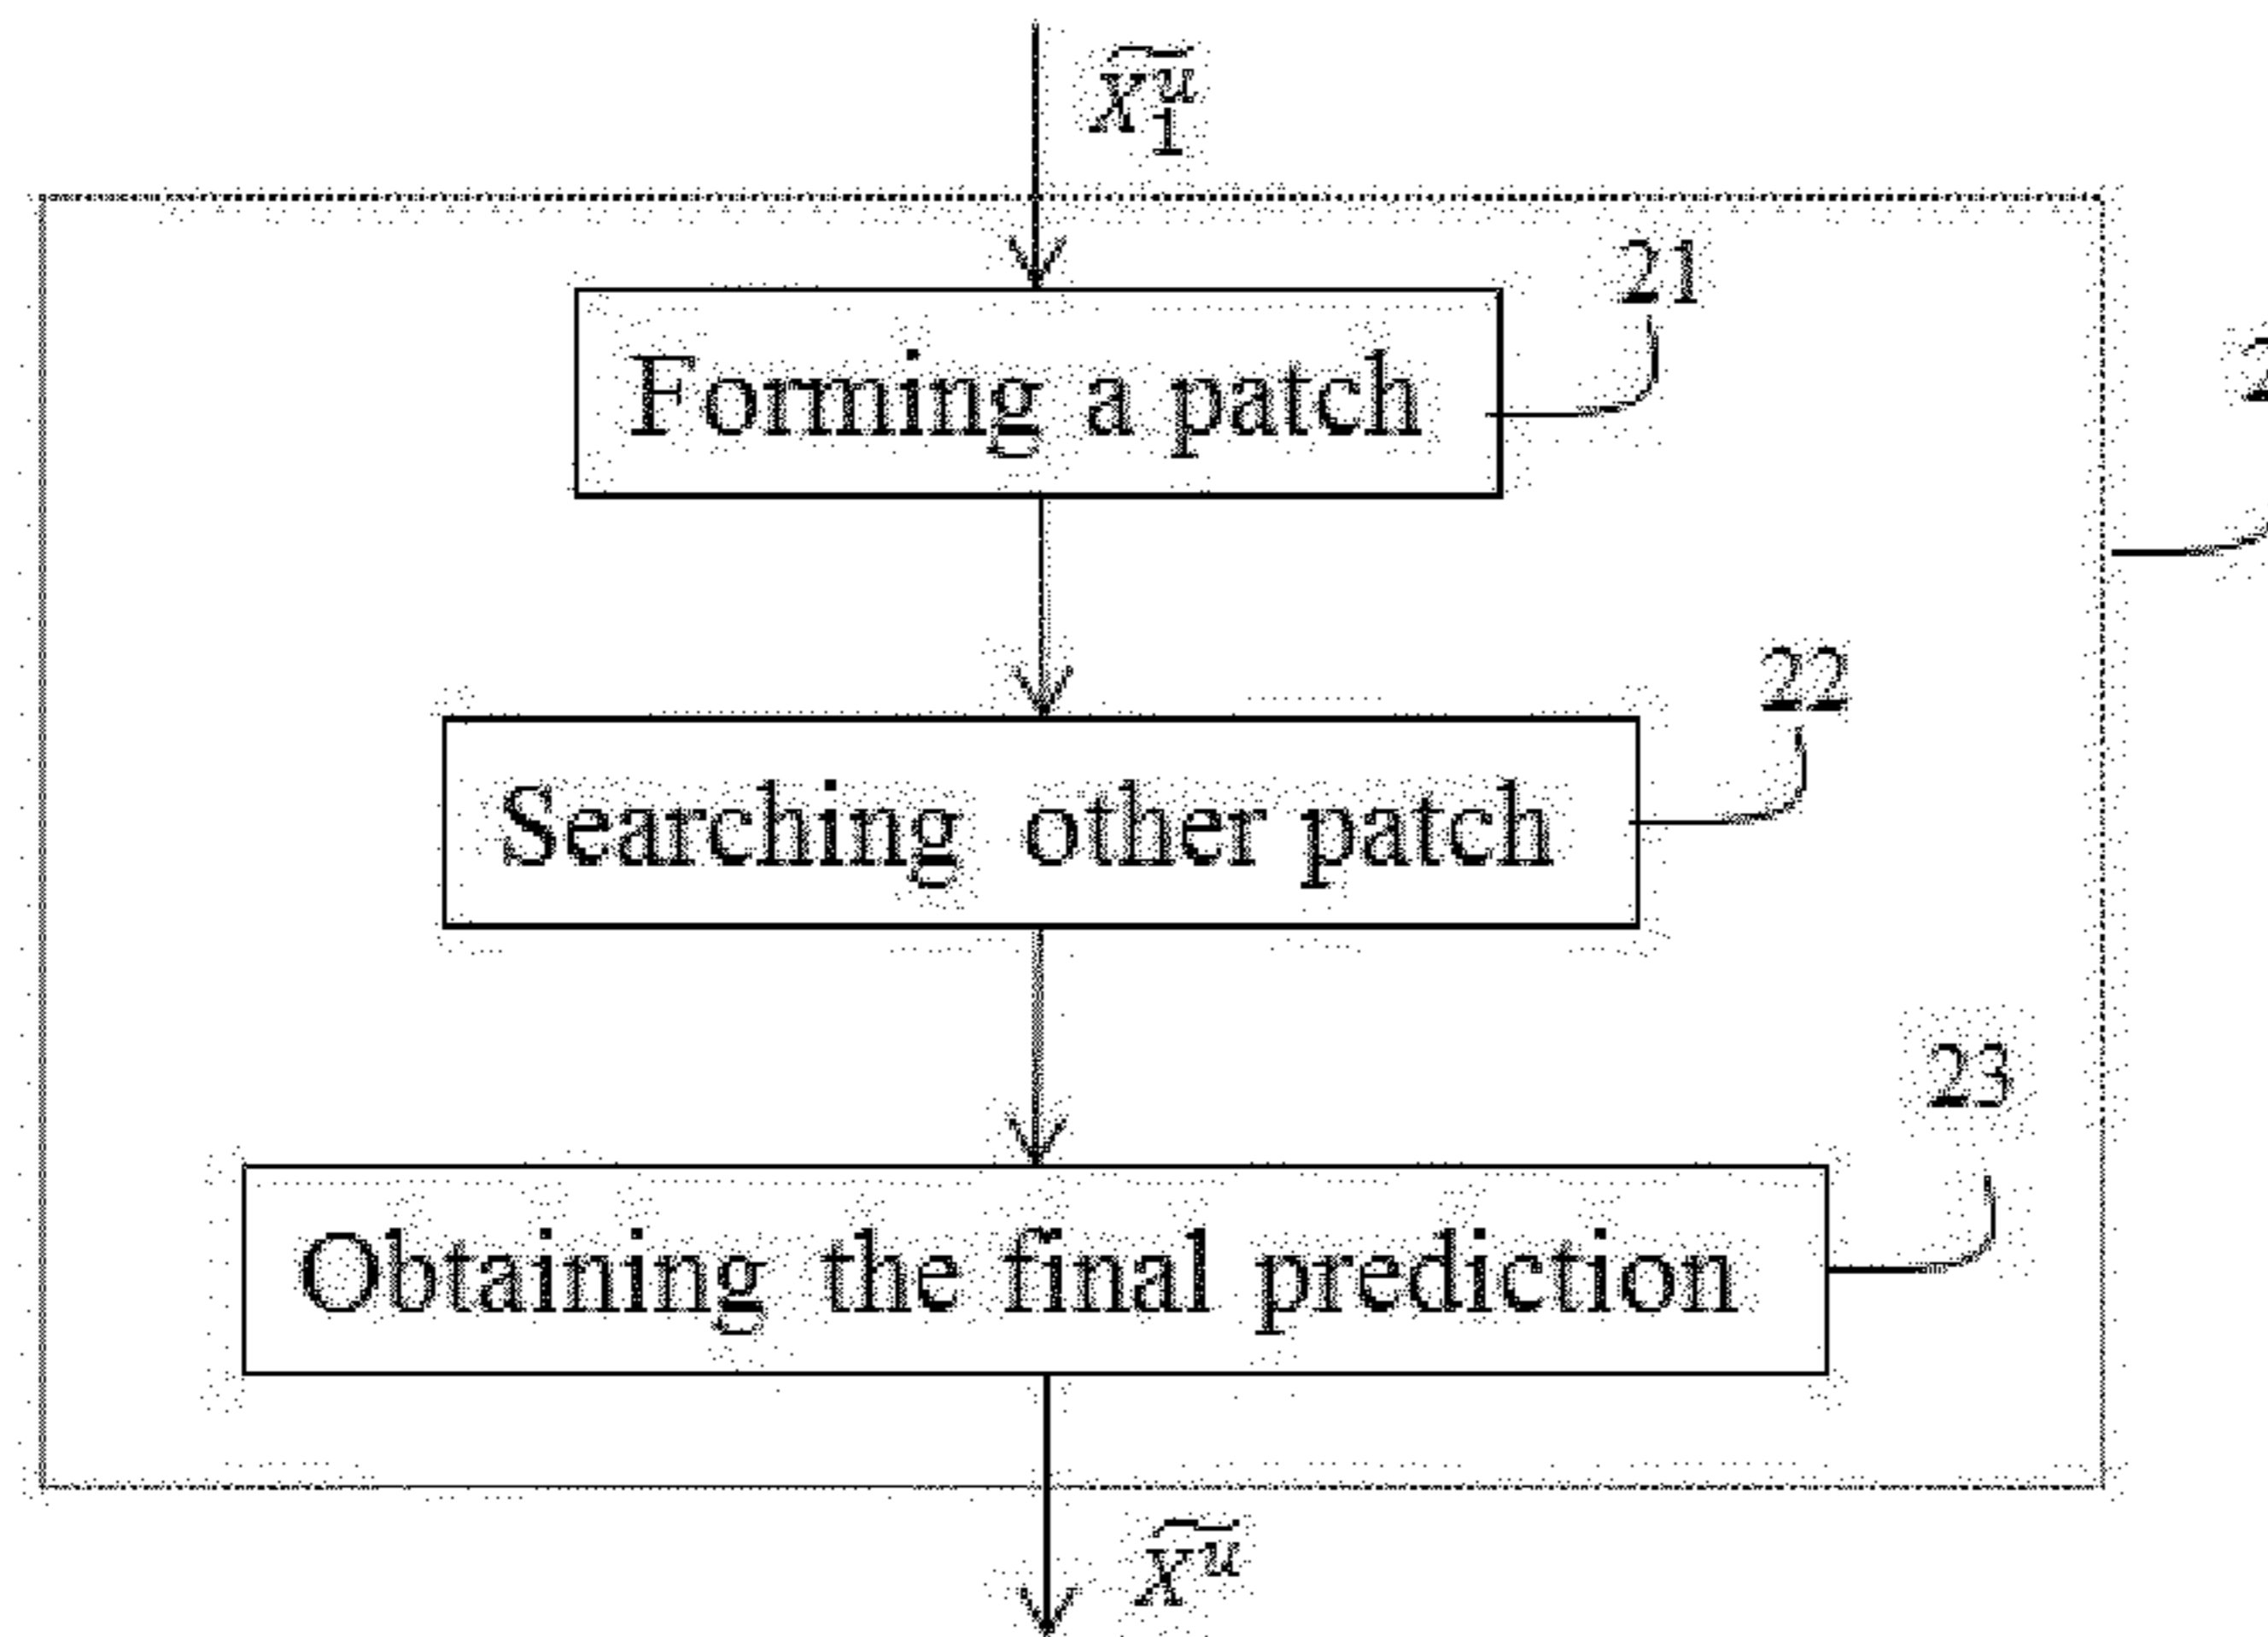 x̃₁ᵘ
21
Forming a patch
22
Searching other patch
23
Obtaining the final prediction
x̃ᵘ